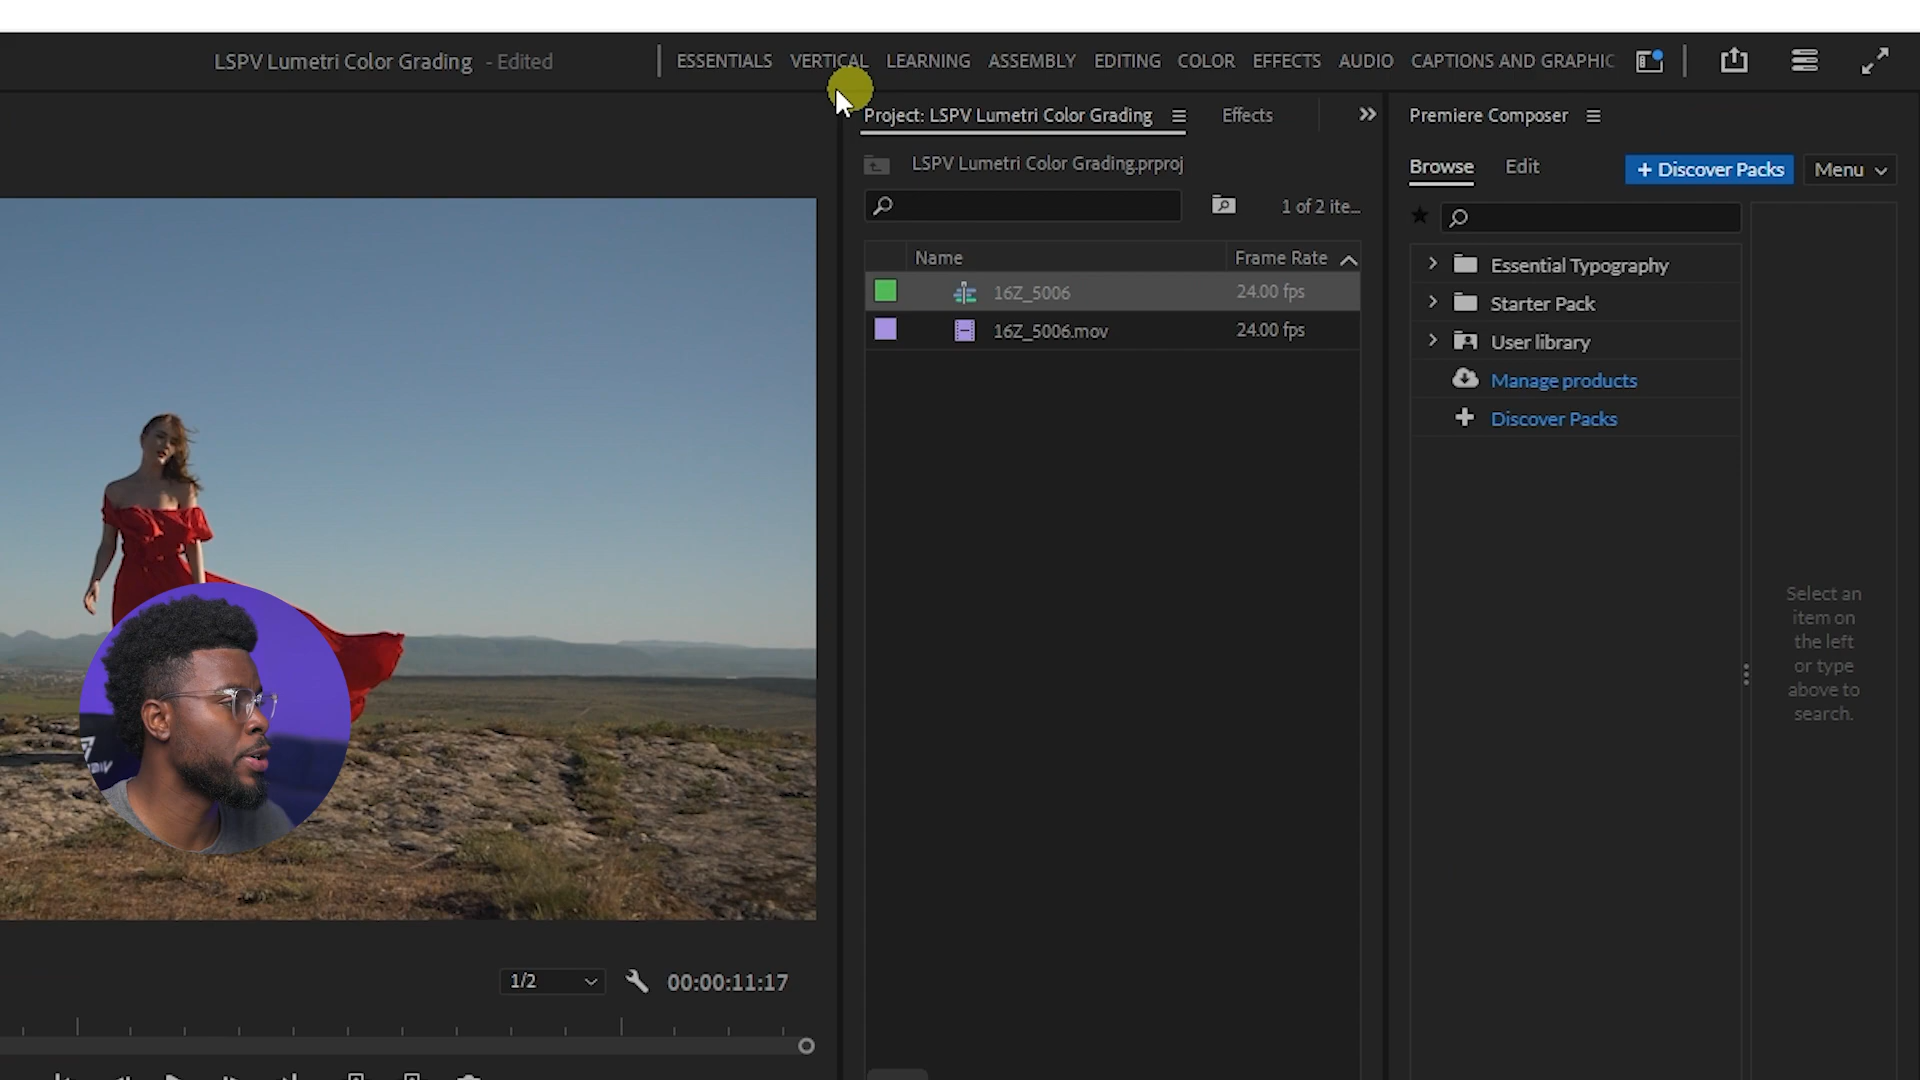 LSPV Lumetri Color Grading - Edited
ESSENTIALS VERTICAL LEARNING ASSEMBLY EDITING COLOR EFFECTS AUDIO CAPTIONS AND GRAPHIC
Project: LSPV Lumetri Color Grading
Effects
Premiere Composer
LSPV Lumetri Color Grading.prproj
Browse
Edit
+ Discover Packs
Menu
1 of 2 ite...
Name
Frame Rate
16Z_5006
24.00 fps
16Z_5006.mov
24.00 fps
Essential Typography
Starter Pack
User library
Manage products
Discover Packs
Select an
item on
the left
or type
above to
search.
1/2
00:00:11:17